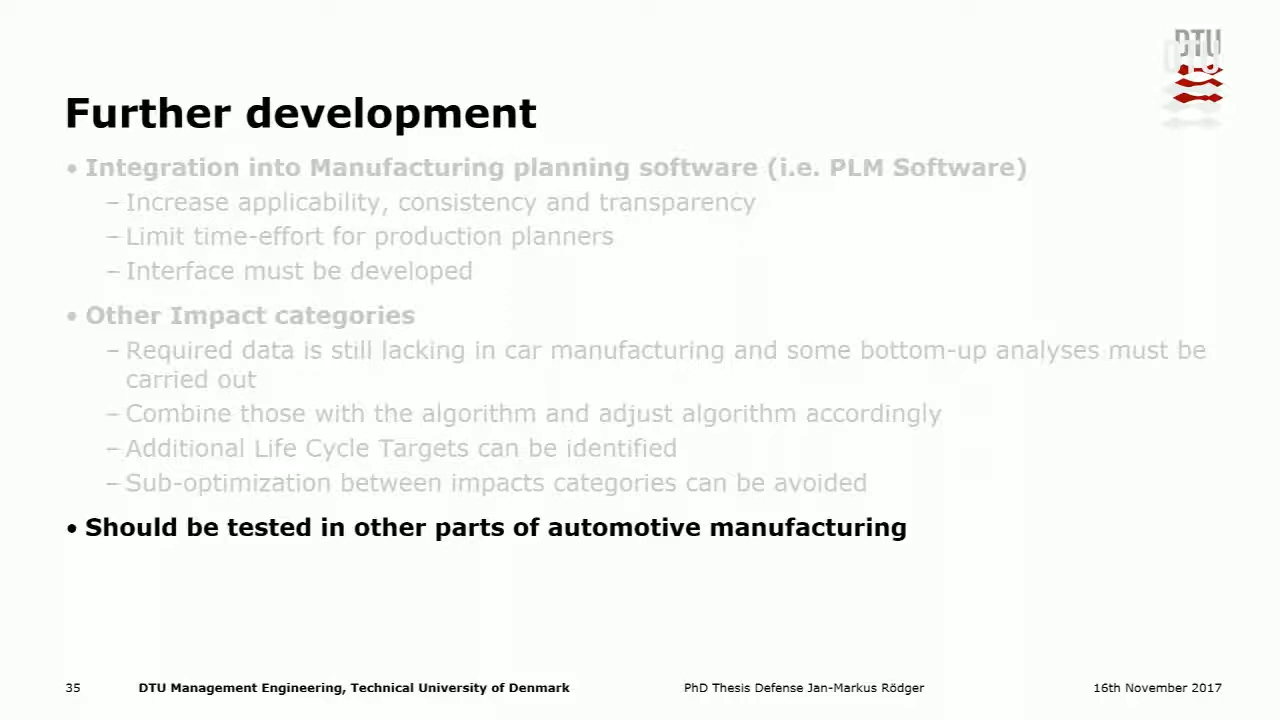 DTU
Further development
• Integration into Manufacturing planning software (i.e. PLM Software)
– Increase applicability, consistency and transparency
– Limit time-effort for production planners
– Interface must be developed
• Other Impact categories
– Required data is still lacking in car manufacturing and some bottom-up analyses must be
carried out
– Combine those with the algorithm and adjust algorithm accordingly
– Additional Life Cycle Targets can be identified
– Sub-optimization between impacts categories can be avoided
• Should be tested in other parts of automotive manufacturing
35 DTU Management Engineering, Technical University of Denmark PhD Thesis Defense Jan-Markus Rödger 16th November 2017